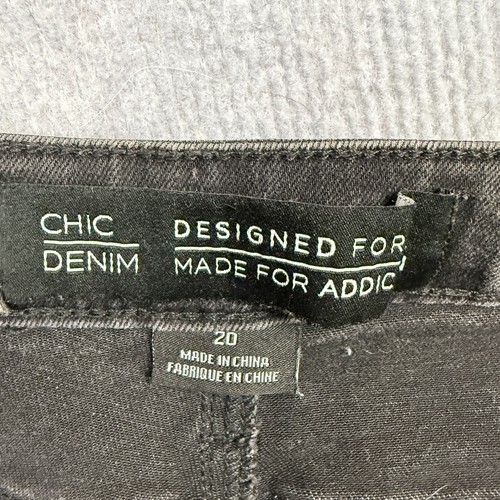 CHIC
DENIM
DESIGNED FOR
MADE FOR ADDIC
20
MADE IN CHINA
FABRIQUE EN CHINE